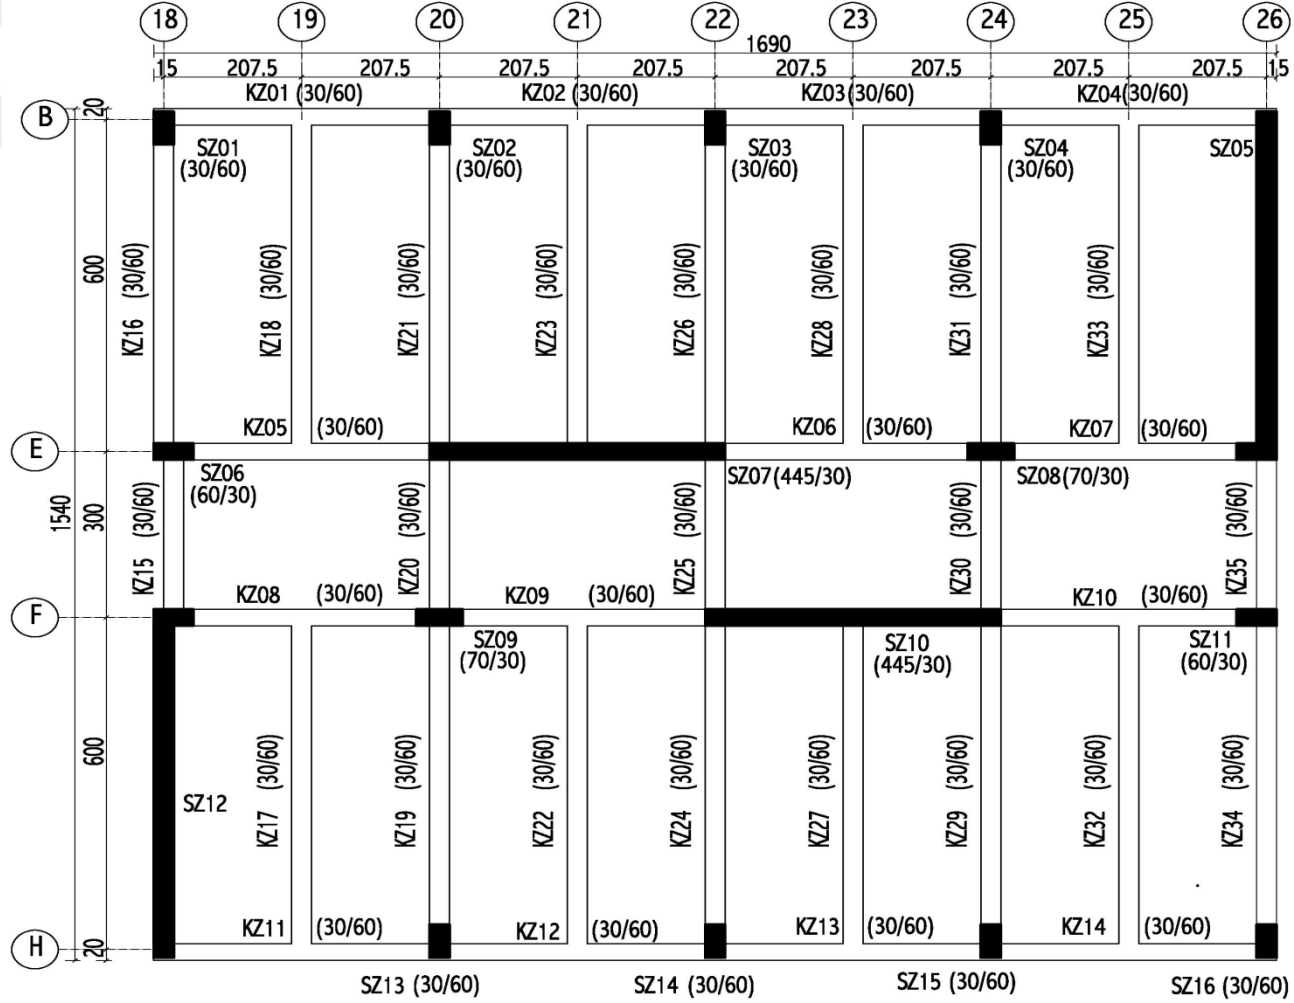 18 19 20 21 22 23 24 25 26
1690
15 207.5 207.5 207.5 207.5 207.5 207.5 207.5 207.5 15
KZ01 (30/60) KZ02 (30/60) KZ03(30/60) KZ04(30/60)
20
B
SZ01 SZ02 SZ03 SZ04 SZ05
(30/60) (30/60) (30/60) (30/60)
600
KZ16 (30/60)
KZ18 (30/60)
KZ21 (30/60)
KZ23 (30/60)
KZ26 (30/60)
KZ28 (30/60)
KZ31 (30/60)
KZ33 (30/60)
KZ05 (30/60) KZ06 (30/60) KZ07 (30/60)
E
SZ06 SZ07(445/30) SZ08(70/30)
(60/30)
1540
300
KZ15 (30/60)
KZ20 (30/60)
KZ25 (30/60)
KZ30 (30/60)
KZ35 (30/60)
KZ08 (30/60) KZ09 (30/60) KZ10 (30/60)
F
SZ09 SZ10 SZ11
(70/30) (445/30) (60/30)
600
SZ12
KZ17 (30/60)
KZ19 (30/60)
KZ22 (30/60)
KZ24 (30/60)
KZ27 (30/60)
KZ29 (30/60)
KZ32 (30/60)
KZ34 (30/60)
KZ11 (30/60) KZ12 (30/60) KZ13 (30/60) KZ14 (30/60)
H
20
SZ13 (30/60) SZ14 (30/60) SZ15 (30/60) SZ16 (30/60)